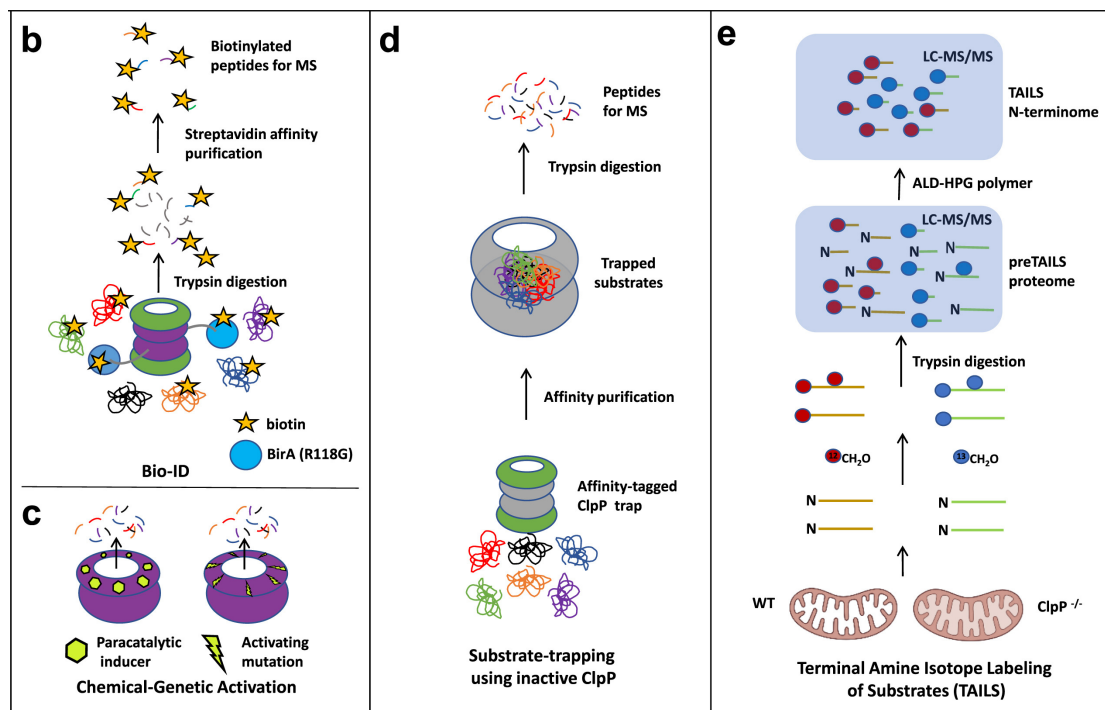 b
Biotinylated
peptides for MS
Streptavidin affinity
purification
Trypsin digestion
biotin
BirA (R118G)
Bio-ID
c
Paracatalytic
inducer
Activating
mutation
Chemical-Genetic Activation
d
Peptides
for MS
Trypsin digestion
Trapped
substrates
Affinity purification
Affinity-tagged
ClpP trap
Substrate-trapping
using inactive ClpP
e
LC-MS/MS
TAILS
N-terminome
ALD-HPG polymer
LC-MS/MS
N
N
N
N
N
N
N
N
preTAILS
proteome
Trypsin digestion
12CH2O
13CH2O
N
N
N
N
WT
ClpP -/-
Terminal Amine Isotope Labeling
of Substrates (TAILS)